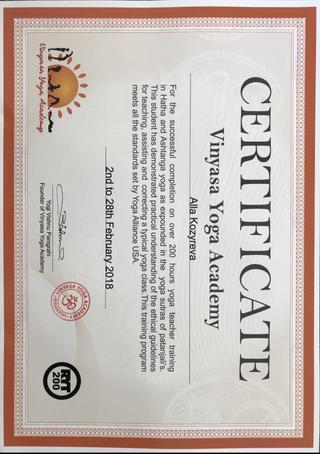 CERTIFICATE
Vinyasa Yoga Academy
Alla Kozyreva
For the successful completion on over 200 hours yoga teacher training
in Hatha and Ashtanga yoga as expounded in the yoga sutras of patanjali's.
This student has demonstrated practical understanding of the ethical guidelines
for teaching, assisting and correcting a typical yoga class. This training program
meets all the standards set by Yoga Alliance USA.
2nd to 28th February 2018
Vinyasa Yoga Academy
Yogi Vishnu Panigrahi
Founder of Vinyasa Yoga Academy
VINYASA YOGA ACADEMY
RYT
200